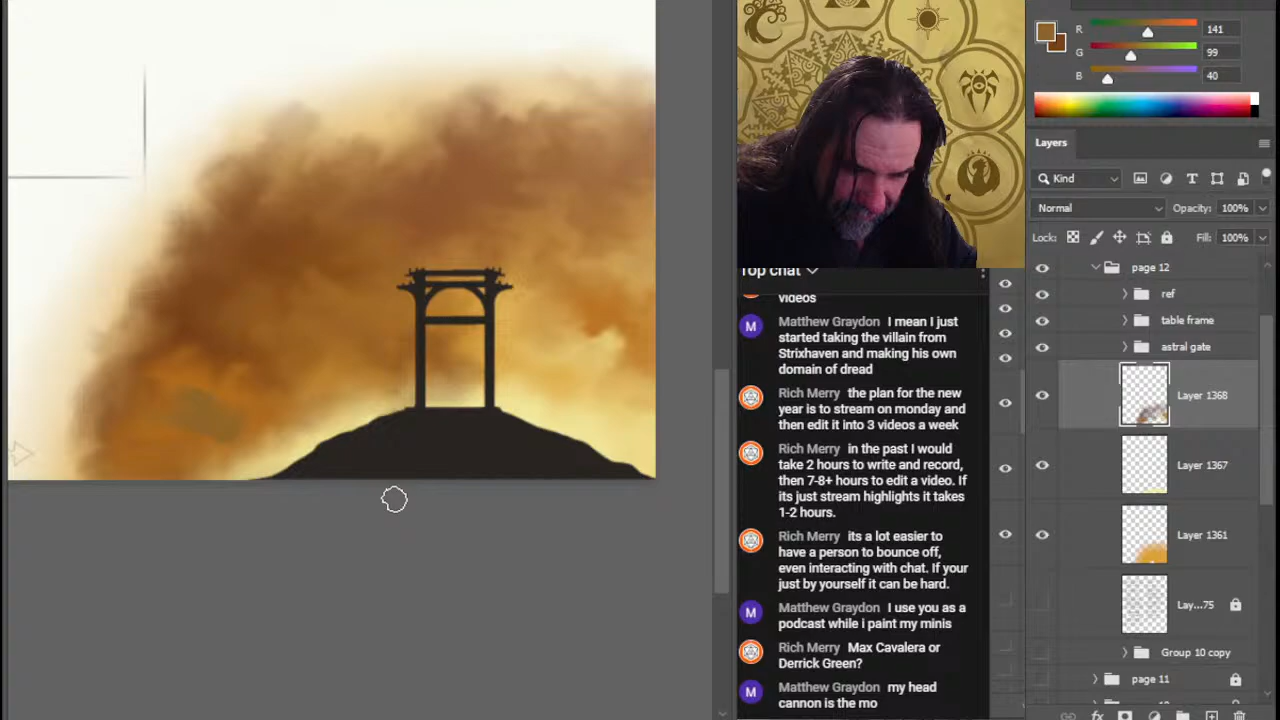 R 141
G 99
B 40
Layers
Kind
Normal Opacity: 100%
Lock: Fill: 100%
page 12
ref
table frame
astral gate
Layer 1368
Layer 1367
Layer 1361
Lay...75
Group 10 copy
page 11
Top chat
videos
Matthew Graydon I mean I just
started taking the villain from
Strixhaven and making his own
domain of dread
Rich Merry the plan for the new
year is to stream on monday and
then edit it into 3 videos a week
Rich Merry in the past I would
take 2 hours to write and record,
then 7-8+ hours to edit a video. If
its just stream highlights it takes
1-2 hours.
Rich Merry its a lot easier to
have a person to bounce off,
even interacting with chat. If your
just by yourself it can be hard.
M Matthew Graydon I use you as a
podcast while i paint my minis
Rich Merry Max Cavalera or
Derrick Green?
M Matthew Graydon my head
cannon is the mo